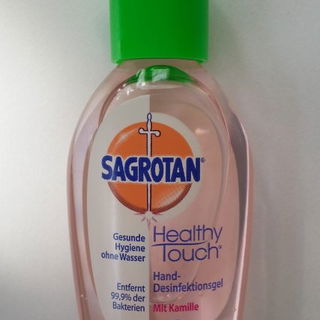 SAGROTAN®
Gesunde
Hygiene
ohne Wasser
Healthy
Touch*
Hand-
Desinfektionsgel
Entfernt
99,9% der
Bakterien
Mit Kamille